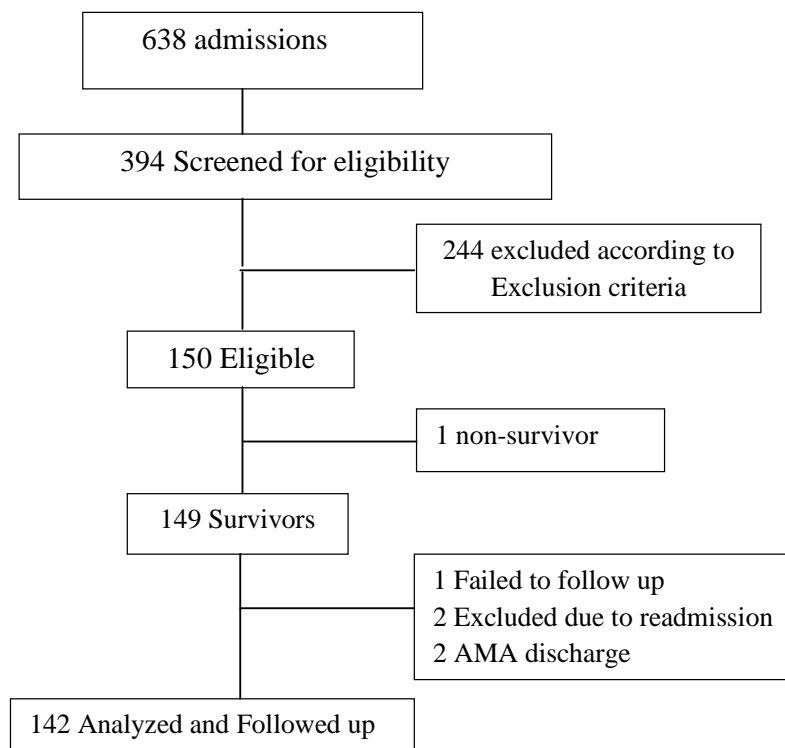 638 admissions
394 Screened for eligibility
244 excluded according to
Exclusion criteria
150 Eligible
1 non-survivor
149 Survivors
1 Failed to follow up
2 Excluded due to readmission
2 AMA discharge
142 Analyzed and Followed up